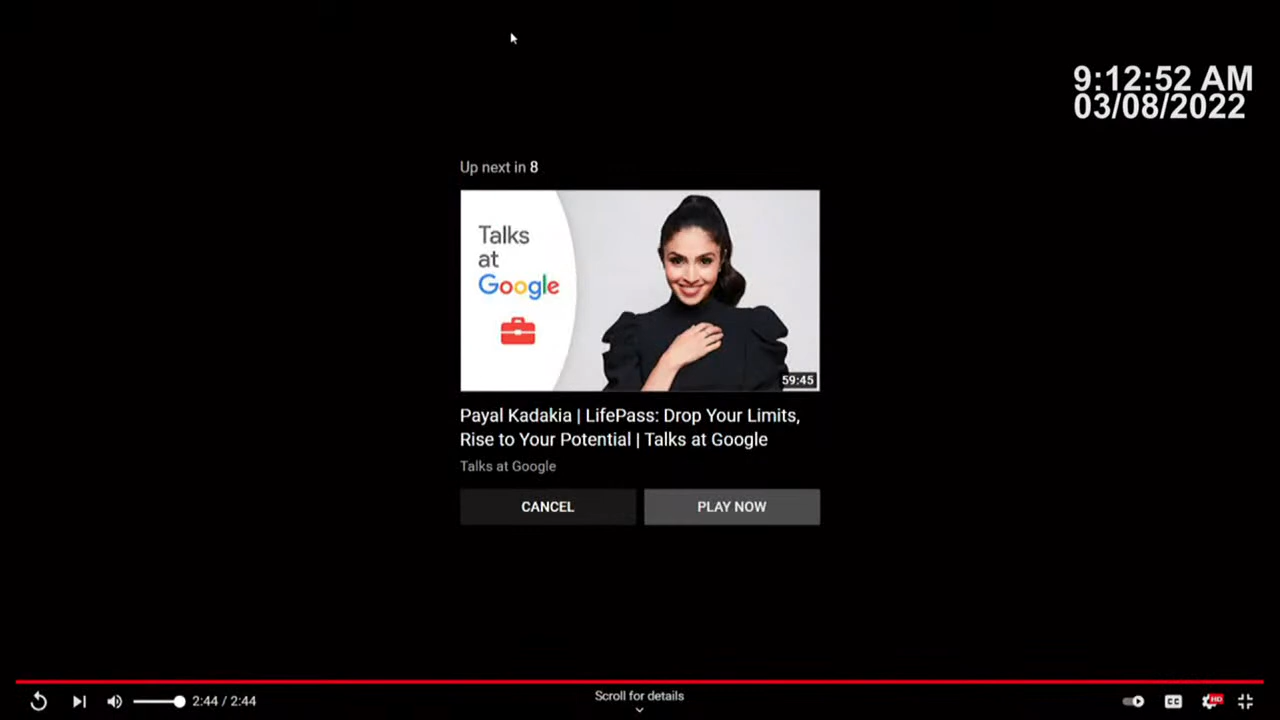 9:12:52 AM
03/08/2022
Up next in 8
Talks
at
Google
59:45
Payal Kadakia | LifePass: Drop Your Limits,
Rise to Your Potential | Talks at Google
Talks at Google
CANCEL
PLAY NOW
2:44 / 2:44
Scroll for details
CC
HD